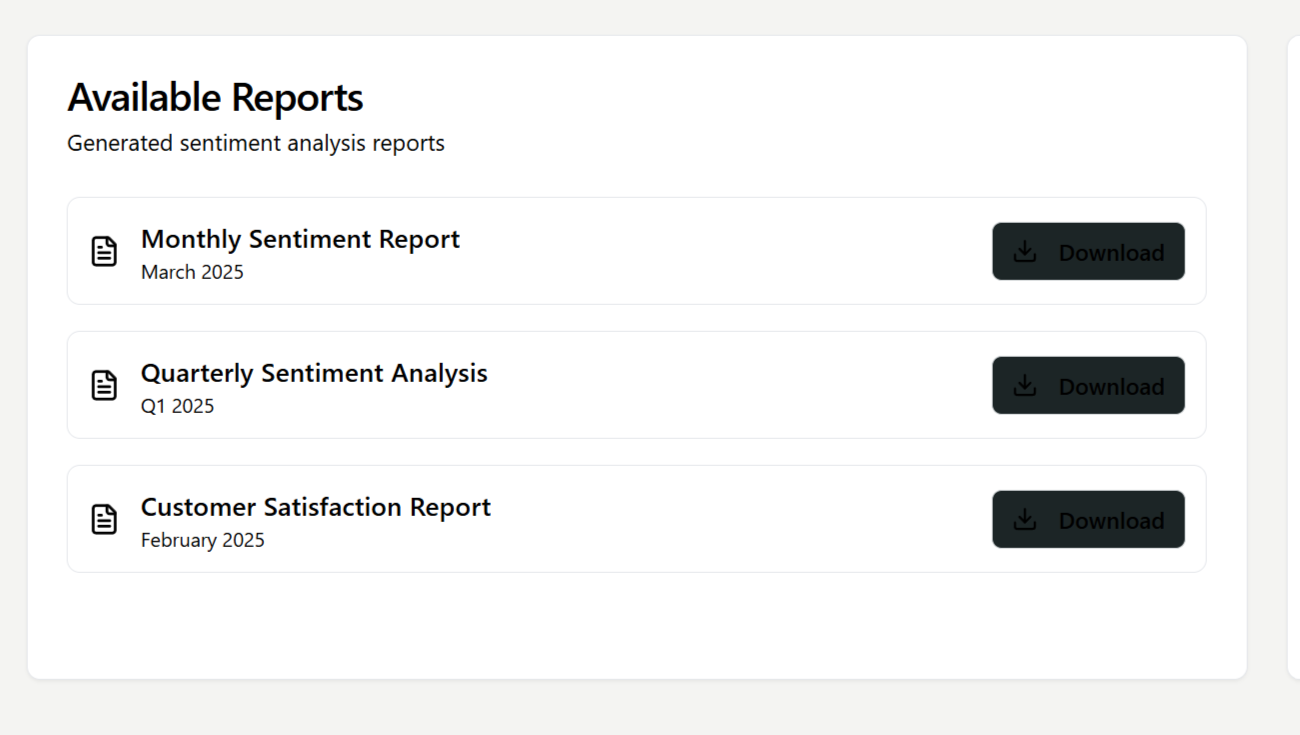 Available Reports
Generated sentiment analysis reports
Monthly Sentiment Report
March 2025
Download
Quarterly Sentiment Analysis
Q1 2025
Download
Customer Satisfaction Report
February 2025
Download